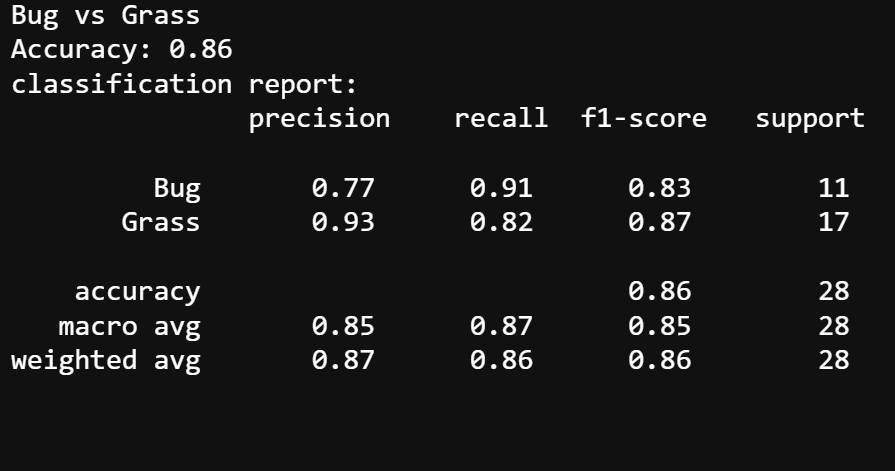 Bug vs Grass
Accuracy: 0.86
classification report:
precision recall f1-score support
Bug 0.77 0.91 0.83 11
Grass 0.93 0.82 0.87 17
accuracy 0.86 28
macro avg 0.85 0.87 0.85 28
weighted avg 0.87 0.86 0.86 28